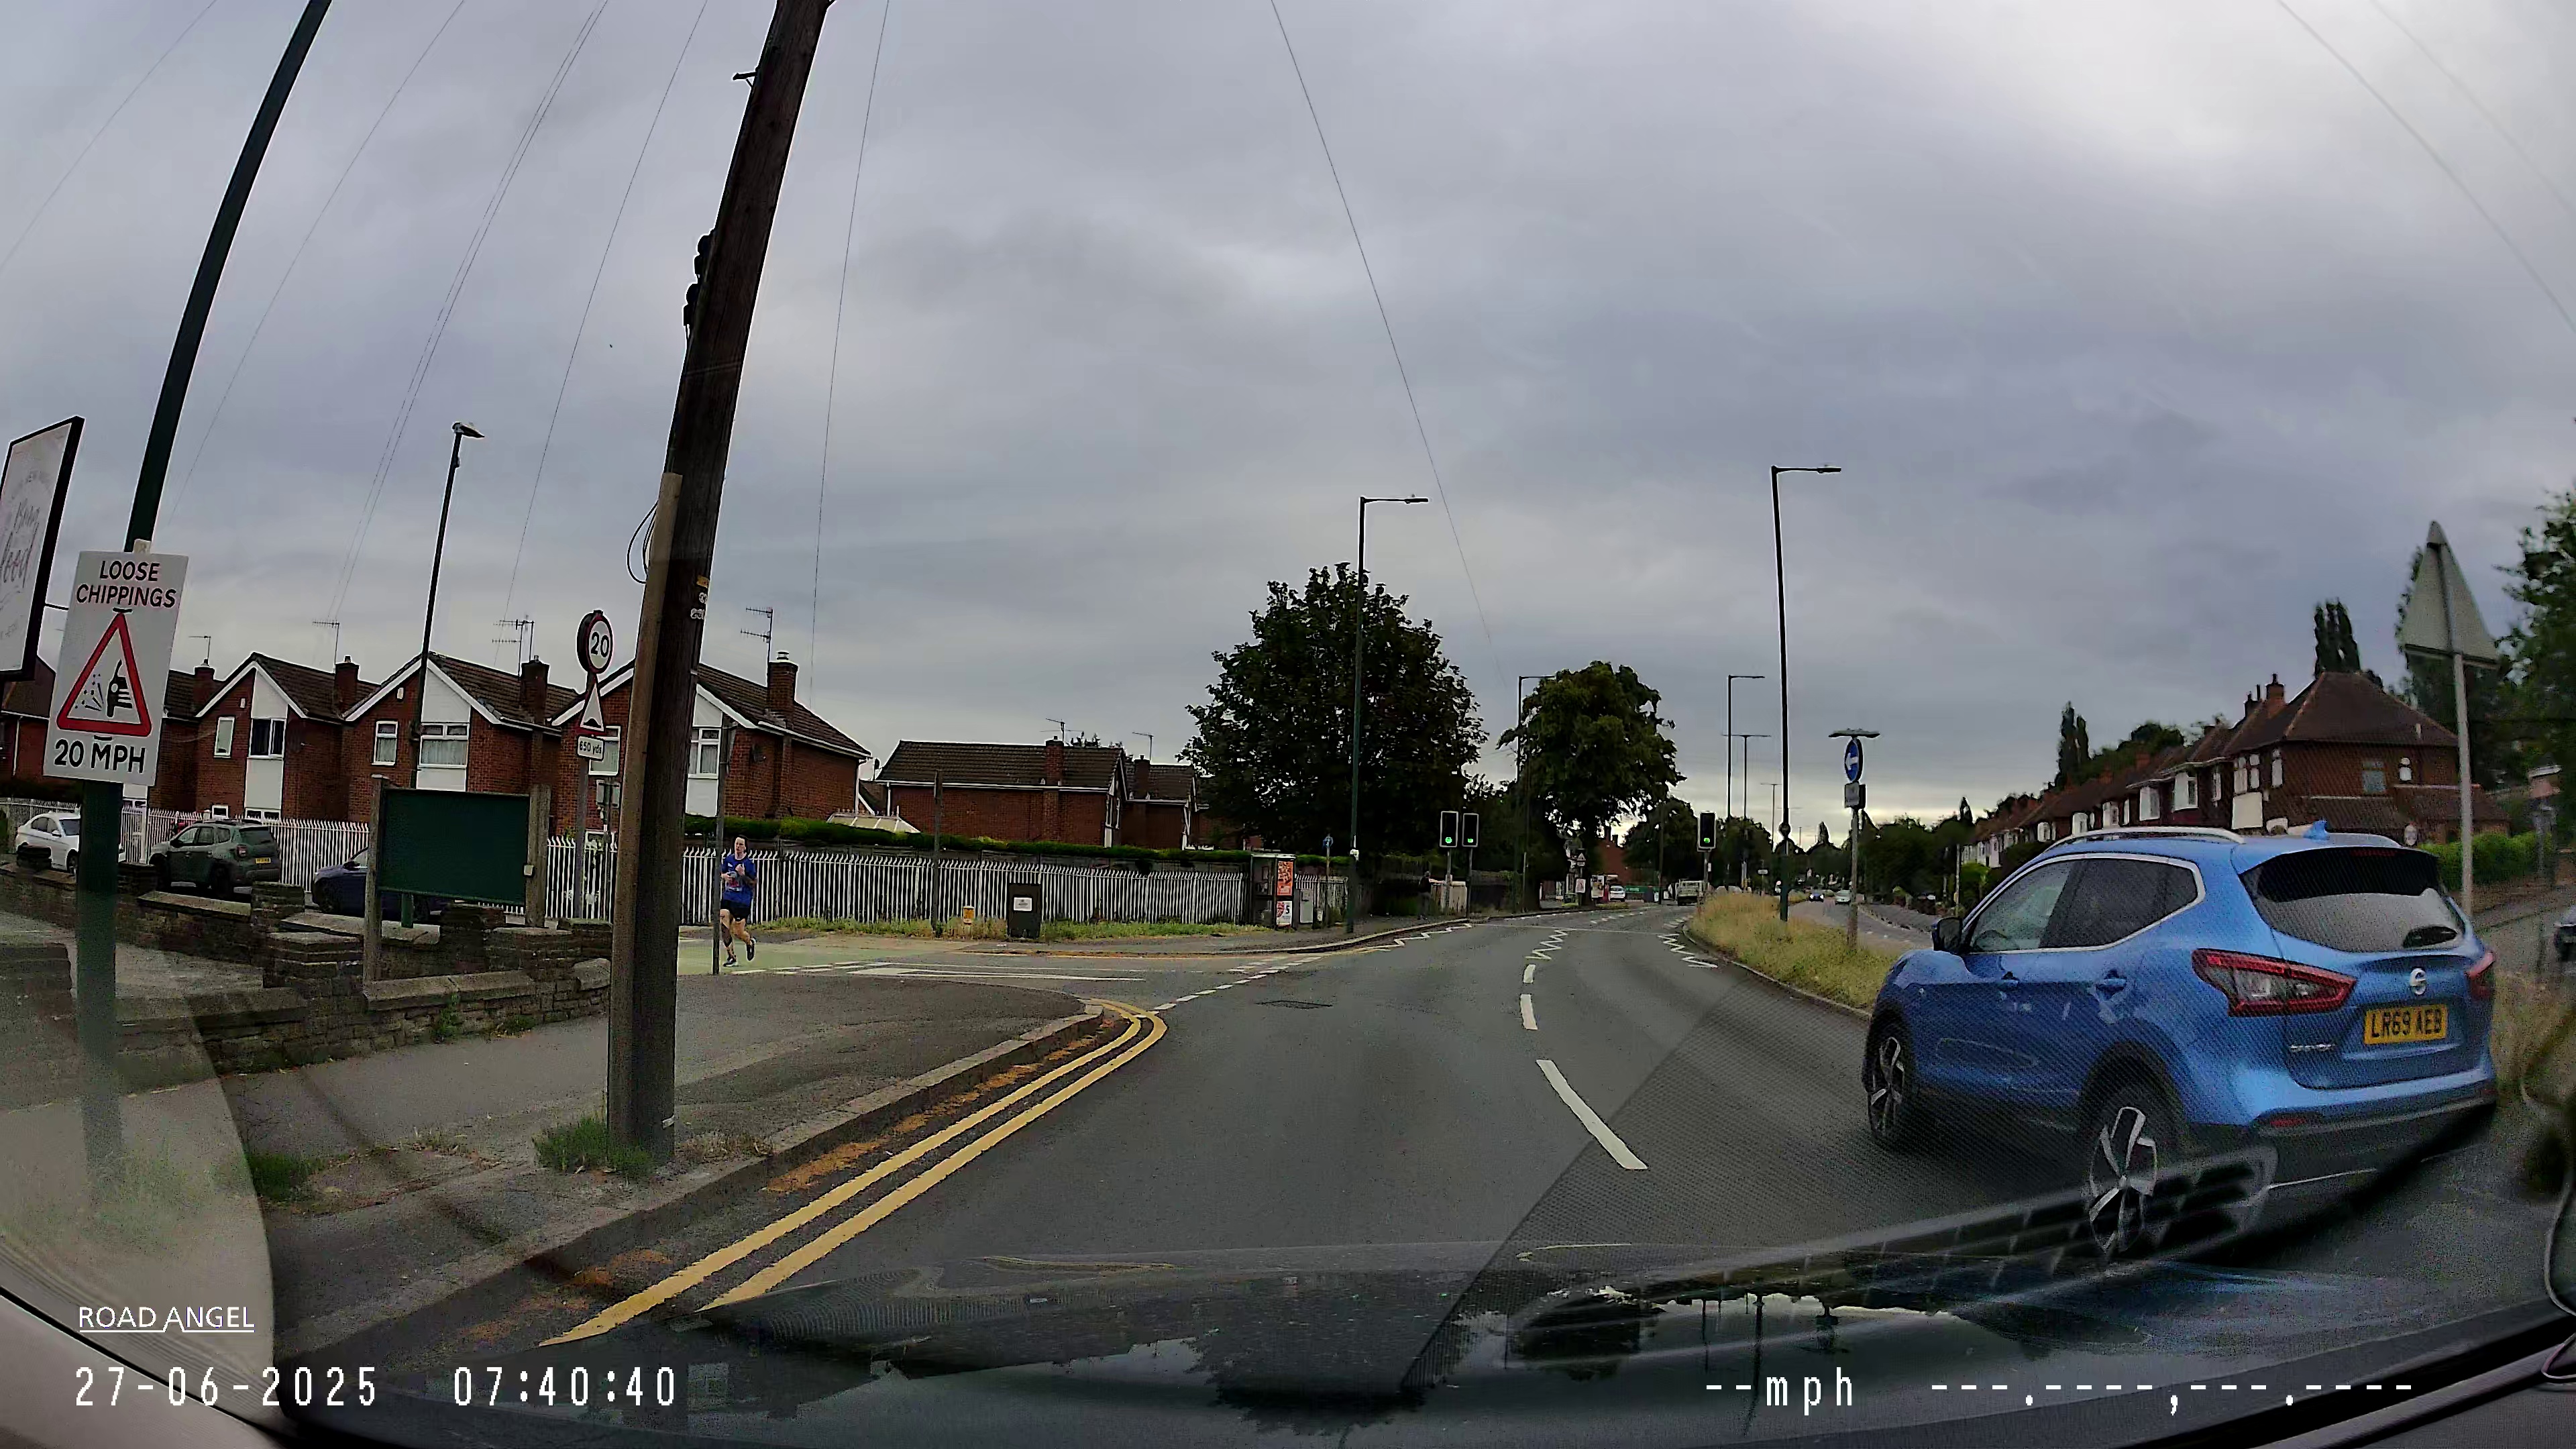 LOOSE
CHIPPINGS
20 MPH
20
650 yds
LR69 AEB
ROAD ANGEL
27-06-2025 07:40:40
--mph ---.----,---.----